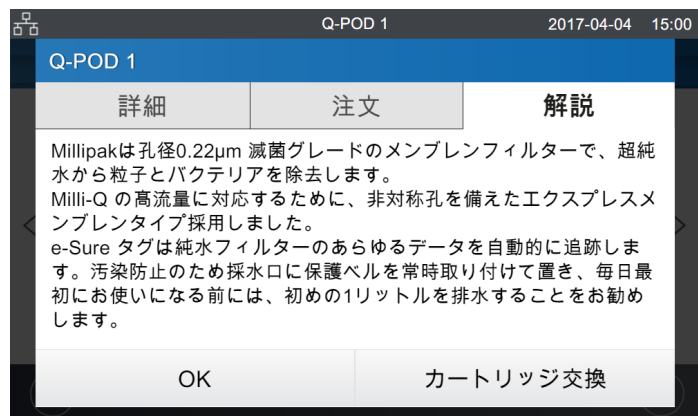 Q-POD 1 2017-04-04 15:00
Q-POD 1
詳細 注文 解説
Millipakは孔径0.22μm 滅菌グレードのメンブレンフィルターで、超純
水から粒子とバクテリアを除去します。
Milli-Q の高流量に対応するために、非対称孔を備えたエクスプレスメ
ンブレンタイプ採用しました。
e-Sure タグは純水フィルターのあらゆるデータを自動的に追跡しま
す。汚染防止のため採水口に保護ベルを常時取り付けて置き、毎日最
初にお使いになる前には、初めの1リットルを排水することをお勧め
します。
OK カートリッジ交換